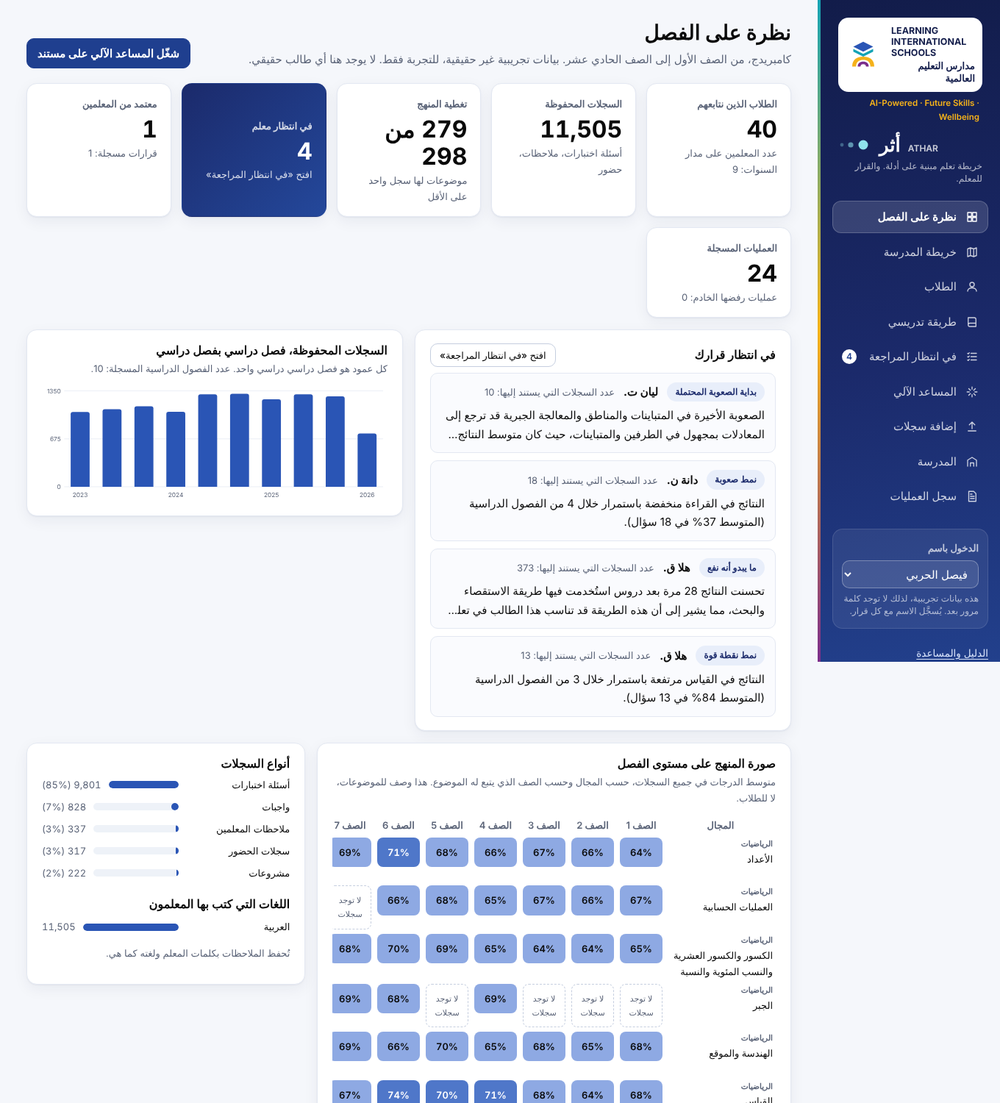 LEARNING
INTERNATIONAL
SCHOOLS
مدارس التعليم
العالمية
AI-Powered · Future Skills ·
Wellbeing
أثر ATHAR
خريطة تعلم مبنية على أدلة. والقرار
للمعلم.
نظرة على الفصل
خريطة المدرسة
الطلاب
طريقة تدريسي
في انتظار المراجعة 4
المساعد الآلي
إضافة سجلات
المدرسة
سجل العمليات
الدخول باسم
فيصل الحربي
هذه بيانات تجريبية، لذلك لا توجد كلمة
مرور بعد. يُسجَّل الاسم مع كل قرار.
الدليل والمساعدة
نظرة على الفصل
كامبريدج، من الصف الأول إلى الصف الحادي عشر. بيانات تجريبية غير حقيقية، للتجربة فقط. لا يوجد هنا أي طالب حقيقي.
شغّل المساعد الآلي على مستند
الطلاب الذين نتابعهم
40
عدد المعلمين على مدار
السنوات: 9
السجلات المحفوظة
11,505
أسئلة اختبارات، ملاحظات،
حضور
تغطية المنهج
279 من
298
موضوعات لها سجل واحد
على الأقل
في انتظار معلم
4
افتح «في انتظار المراجعة»
معتمد من المعلمين
1
قرارات مسجلة: 1
العمليات المسجلة
24
عمليات رفضها الخادم: 0
في انتظار قرارك
افتح «في انتظار المراجعة»
بداية الصعوبة المحتملة ليان ت. عدد السجلات التي يستند إليها: 10
الصعوبة الأخيرة في المتباينات والمناطق والمعالجة الجبرية قد ترجع إلى
المعادلات بمجهول في الطرفين والمتباينات، حيث كان متوسط النتائج...
نمط صعوبة دانة ن. عدد السجلات التي يستند إليها: 18
النتائج في القراءة منخفضة باستمرار خلال 4 من الفصول الدراسية
(المتوسط 37% في 18 سؤال).
ما يبدو أنه نفع هلا ق. عدد السجلات التي يستند إليها: 373
تحسنت النتائج 28 مرة بعد دروس استُخدمت فيها طريقة الاستقصاء
والبحث، مما يشير إلى أن هذه الطريقة قد تناسب هذا الطالب في تعلـ...
نمط نقطة قوة هلا ق. عدد السجلات التي يستند إليها: 13
النتائج في القياس مرتفعة باستمرار خلال 3 من الفصول الدراسية
(المتوسط 84% في 13 سؤال).
السجلات المحفوظة، فصل دراسي بفصل دراسي
كل عمود هو فصل دراسي دراسي واحد. عدد الفصول الدراسية المسجلة: 10.
1350
675
0
2023 2024 2025 2026
صورة المنهج على مستوى الفصل
متوسط الدرجات في جميع السجلات، حسب المجال وحسب الصف الذي ينبع له الموضوع. هذا وصف للموضوعات،
لا للطلاب.
المجال الصف 1 الصف 2 الصف 3 الصف 4 الصف 5 الصف 6 الصف 7
الرياضيات
الأعداد
64% 66% 67% 66% 68% 71% 69%
الرياضيات
العمليات الحسابية
67% 66% 67% 65% 68% 66% لا توجد سجلات
الرياضيات
الكسور والكسور العشرية
والنسب المئوية والنسبة
65% 64% 64% 65% 69% 70% 68%
الرياضيات
الجبر
لا توجد سجلات لا توجد سجلات لا توجد سجلات 69% لا توجد سجلات 68% 69%
الرياضيات
الهندسة والموقع
68% 65% 68% 65% 70% 66% 69%
الرياضيات
القياس
68% 64% 68% 71% 70% 74% 67%
أنواع السجلات
أسئلة اختبارات 9,801 (85%)
واجبات 828 (7%)
ملاحظات المعلمين 337 (3%)
سجلات الحضور 317 (3%)
مشروعات 222 (2%)
اللغات التي كتب بها المعلمون
العربية 11,505
تُحفظ الملاحظات بكلمات المعلم ولغته كما هي.